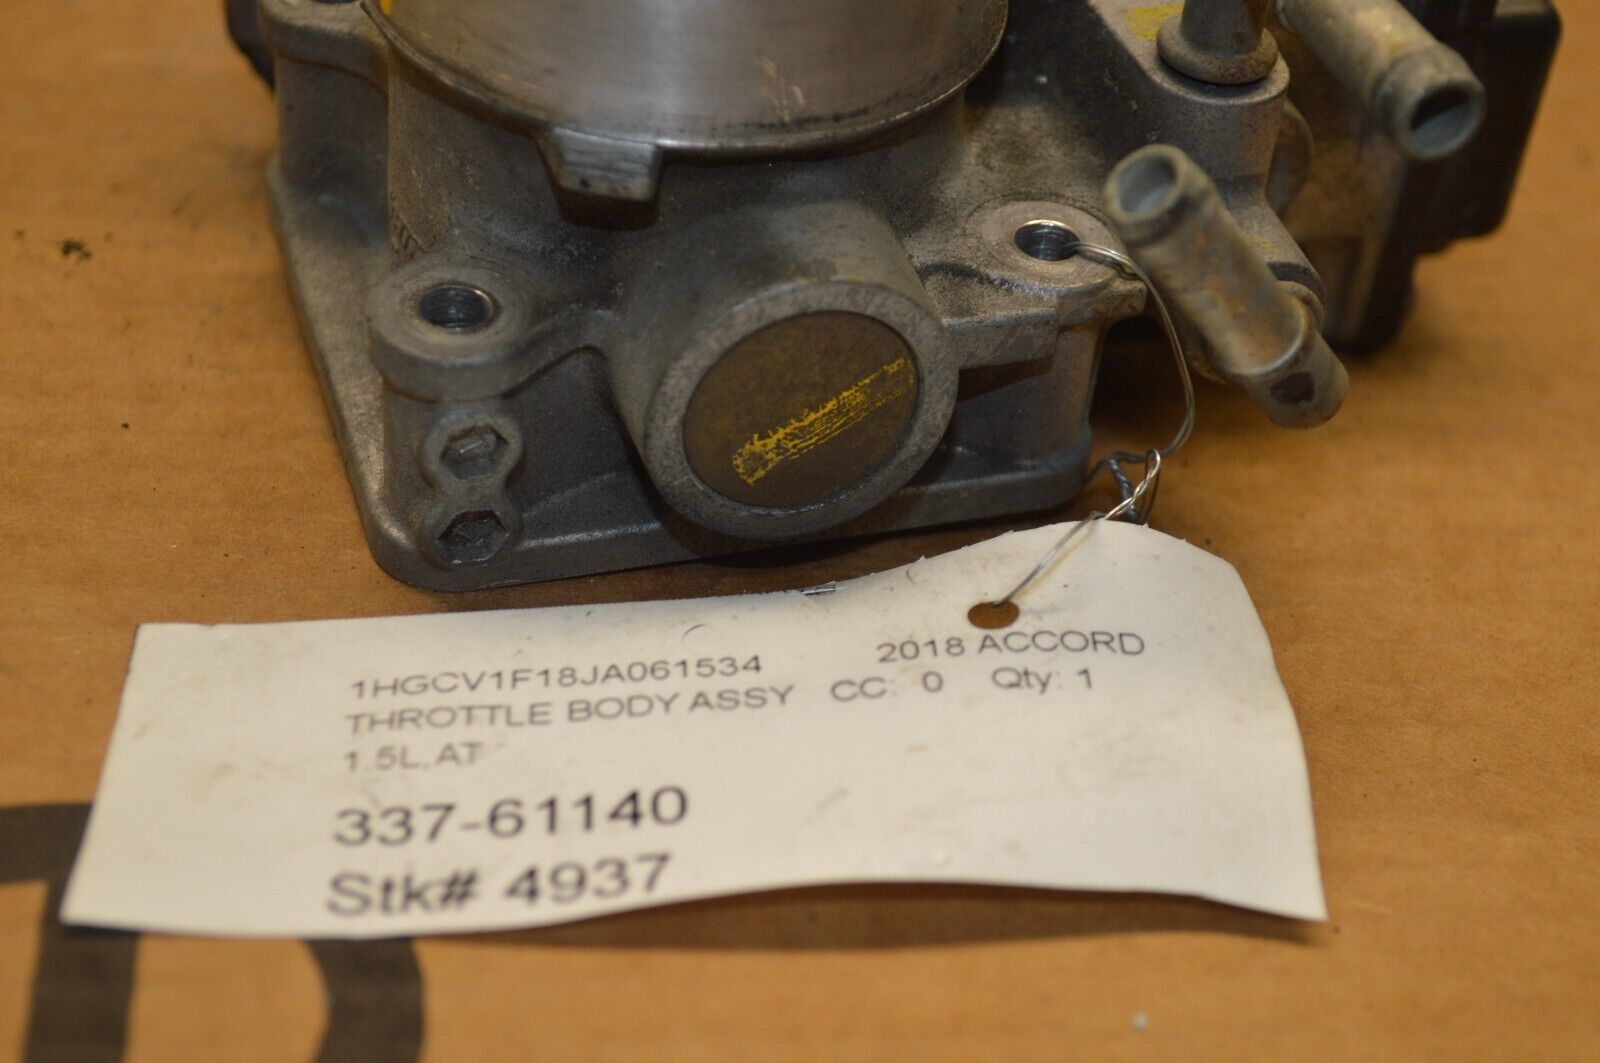 1HGCV1F18JA061534 2018 ACCORD
THROTTLE BODY ASSY CC: 0 Qty: 1
1.5L,AT
337-61140
Stk# 4937